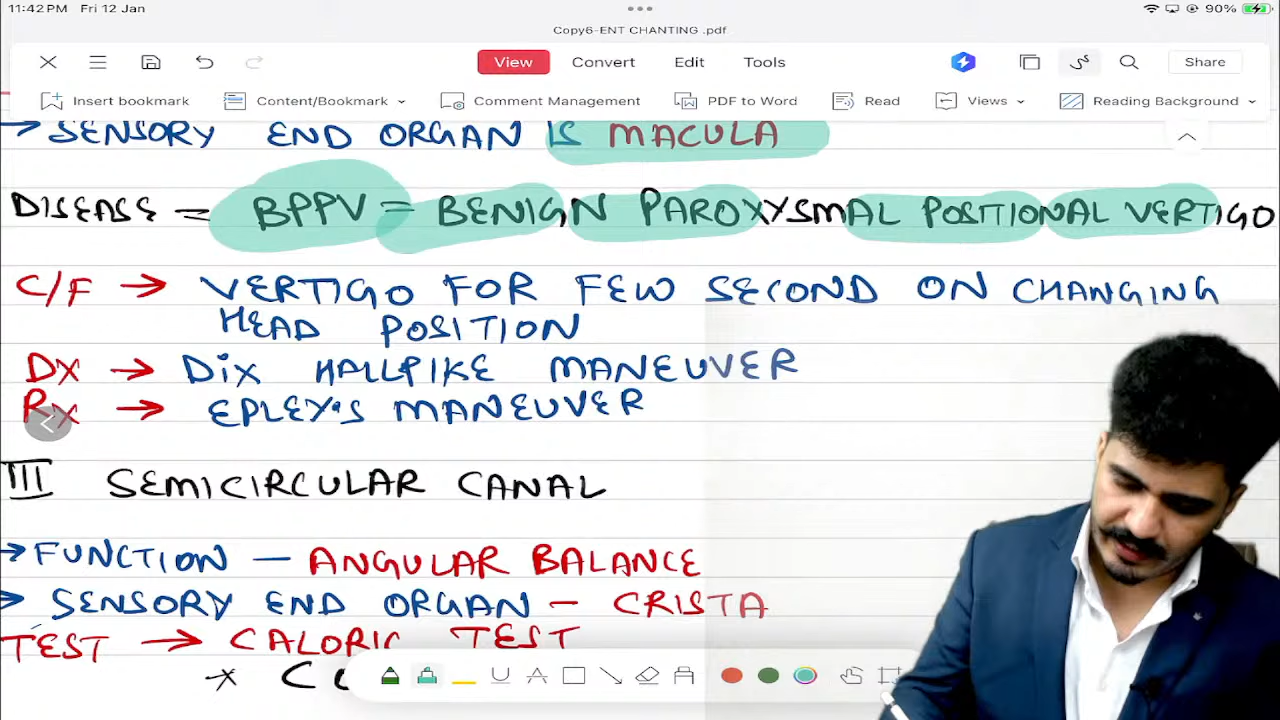 11:42 PM Fri 12 Jan
90%
Copy6-ENT CHANTING .pdf
View Convert Edit Tools Share
Insert bookmark Content/Bookmark Comment Management PDF to Word Read Views Reading Background
→ SENSORY END ORGAN IS MACULA
DISEASE = BPPV = BENIGN PAROXYSMAL POSITIONAL VERTIGO
C/F → VERTIGO FOR FEW SECOND ON CHANGING
HEAD POSITION
DX → DiX HALLPIKE MANEUVER
RX → EPLEY'S MANEUVER
III SEMICIRCULAR CANAL
→ FUNCTION — ANGULAR BALANCE
→ SENSORY END ORGAN — CRISTA
TEST → CALORIC TEST
* CO